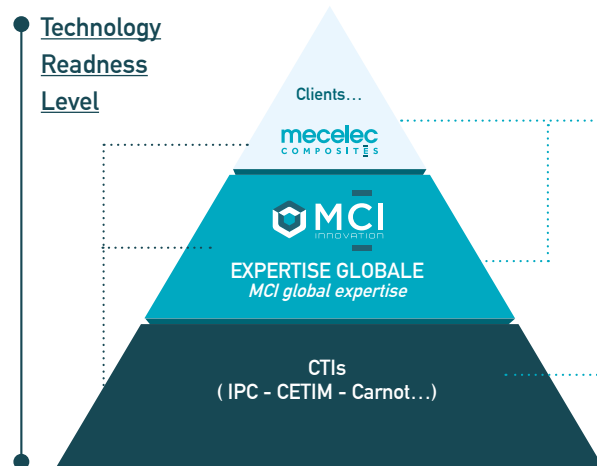 Technology
Readness
Level
Clients...
mecelec
COMPOSITES
MCI
INNOVATION
EXPERTISE GLOBALE
MCI global expertise
CTIs
( IPC - CETIM - Carnot...)